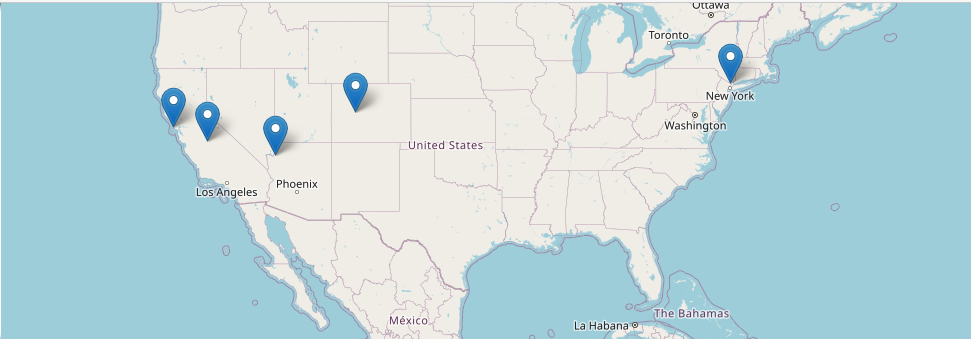 Ottawa
Toronto
New York
Washington
United States
Phoenix
Los Angeles
The Bahamas
México
La Habana